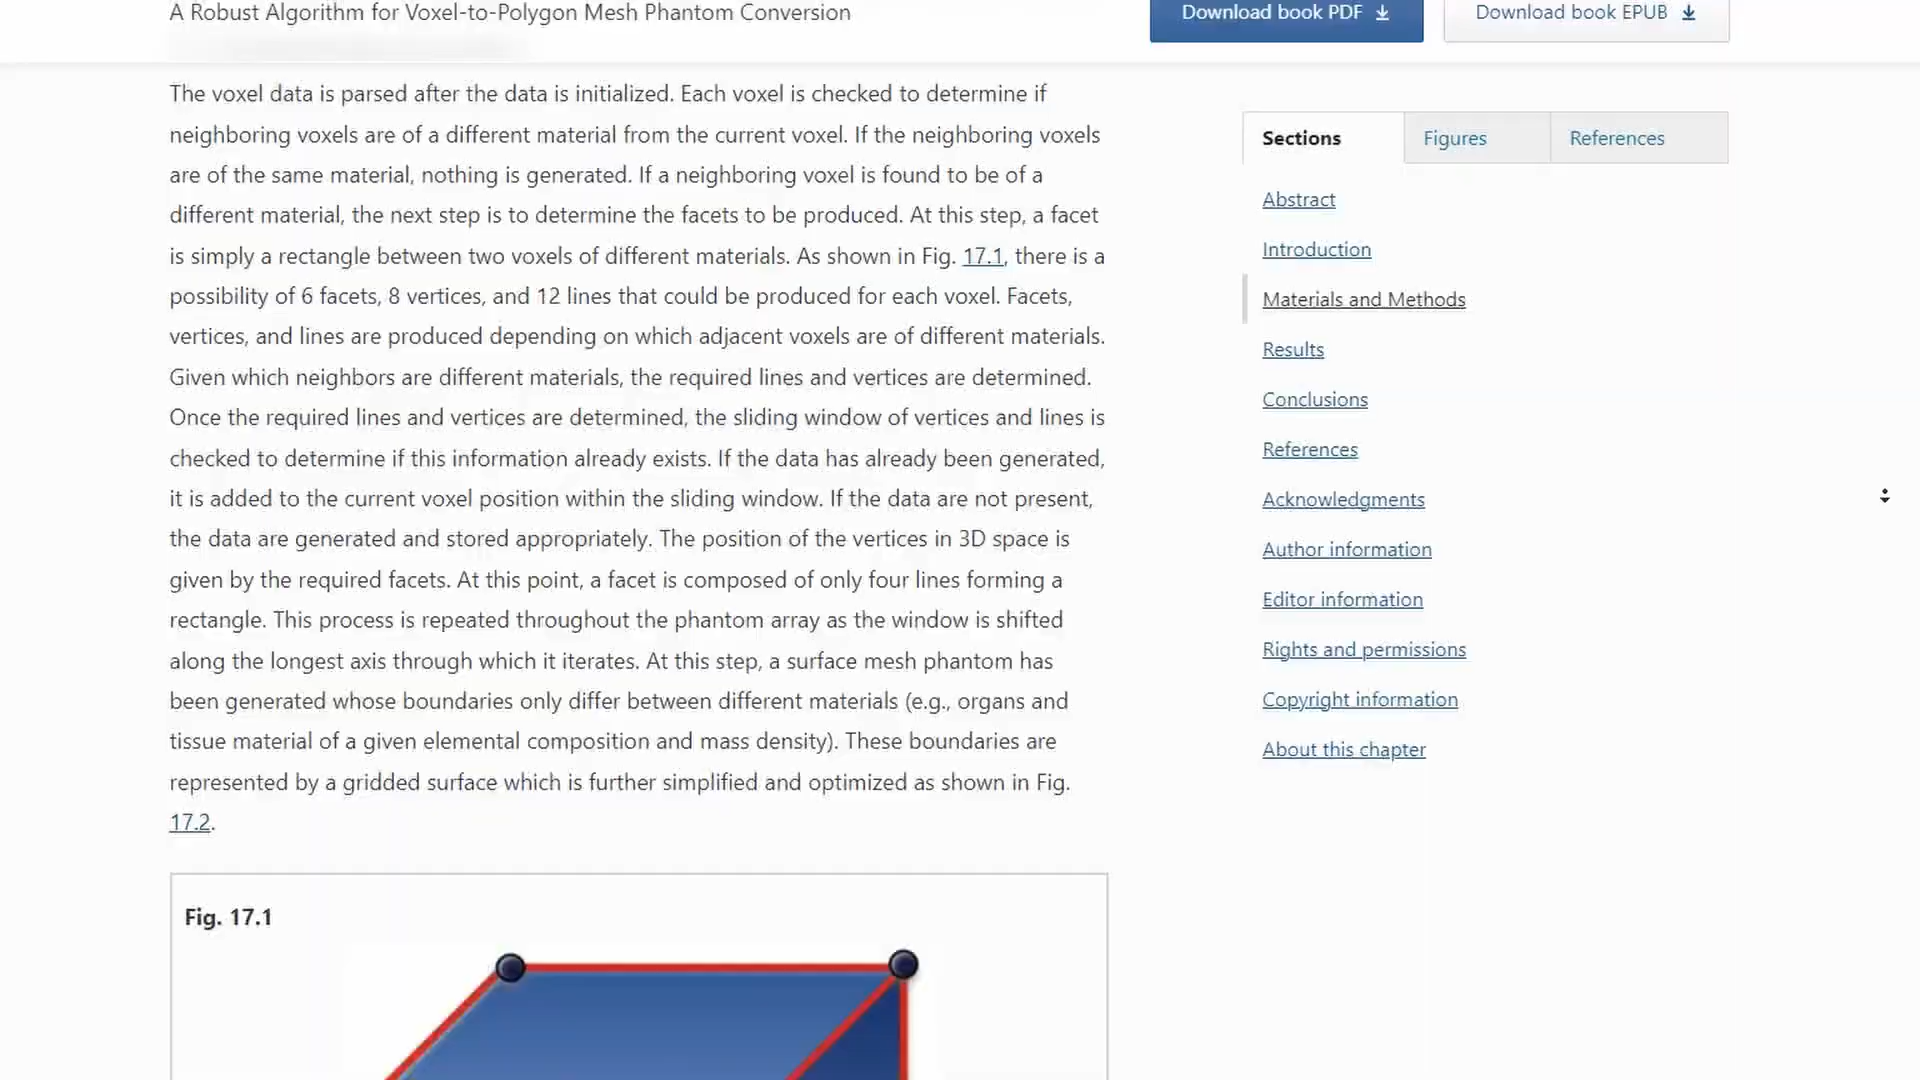 A Robust Algorithm for Voxel-to-Polygon Mesh Phantom Conversion
Download book PDF
Download book EPUB
The voxel data is parsed after the data is initialized. Each voxel is checked to determine if
neighboring voxels are of a different material from the current voxel. If the neighboring voxels
are of the same material, nothing is generated. If a neighboring voxel is found to be of a
different material, the next step is to determine the facets to be produced. At this step, a facet
is simply a rectangle between two voxels of different materials. As shown in Fig. 17.1, there is a
possibility of 6 facets, 8 vertices, and 12 lines that could be produced for each voxel. Facets,
vertices, and lines are produced depending on which adjacent voxels are of different materials.
Given which neighbors are different materials, the required lines and vertices are determined.
Once the required lines and vertices are determined, the sliding window of vertices and lines is
checked to determine if this information already exists. If the data has already been generated,
it is added to the current voxel position within the sliding window. If the data are not present,
the data are generated and stored appropriately. The position of the vertices in 3D space is
given by the required facets. At this point, a facet is composed of only four lines forming a
rectangle. This process is repeated throughout the phantom array as the window is shifted
along the longest axis through which it iterates. At this step, a surface mesh phantom has
been generated whose boundaries only differ between different materials (e.g., organs and
tissue material of a given elemental composition and mass density). These boundaries are
represented by a gridded surface which is further simplified and optimized as shown in Fig.
17.2.
Fig. 17.1
Sections
Figures
References
Abstract
Introduction
Materials and Methods
Results
Conclusions
References
Acknowledgments
Author information
Editor information
Rights and permissions
Copyright information
About this chapter